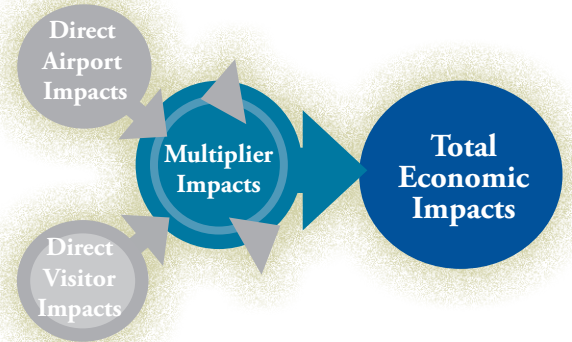 Direct
Airport
Impacts
Multiplier
Impacts
Total
Economic
Impacts
Direct
Visitor
Impacts